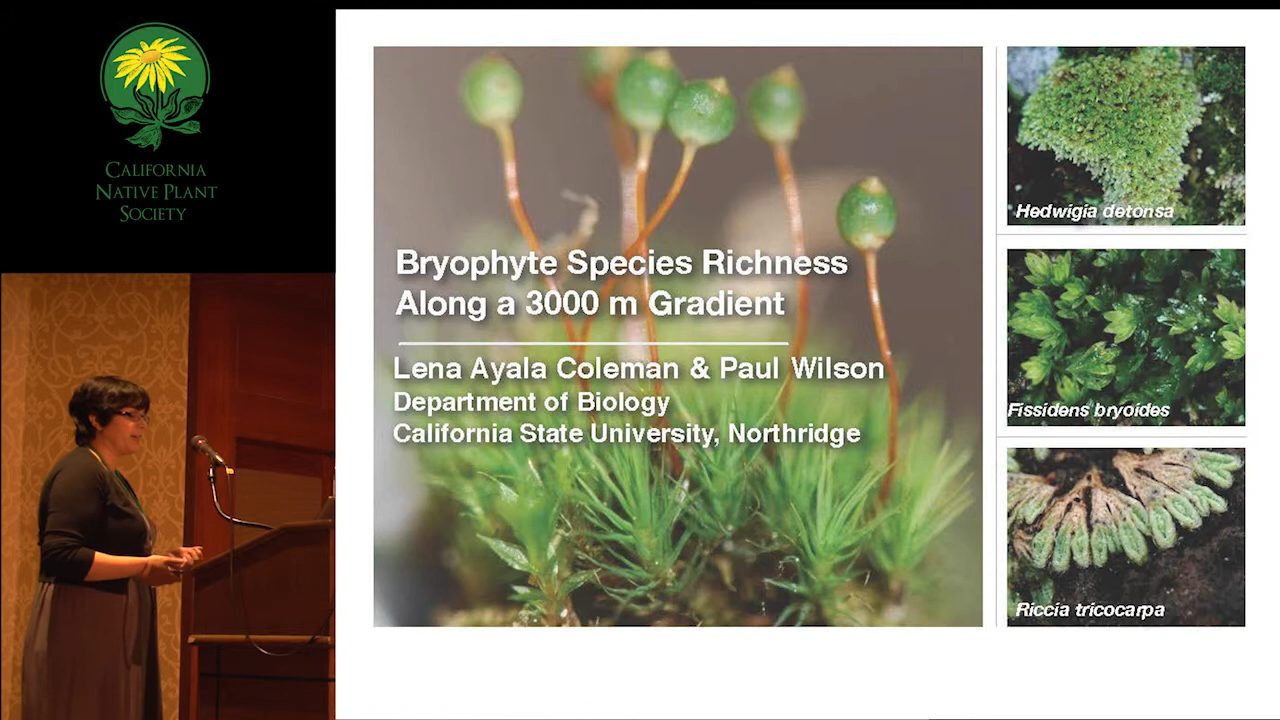 CALIFORNIA
NATIVE PLANT
SOCIETY
Bryophyte Species Richness
Along a 3000 m Gradient
Lena Ayala Coleman & Paul Wilson
Department of Biology
California State University, Northridge
Hedwigia detonsa
Fissidens bryoides
Riccia tricocarpa